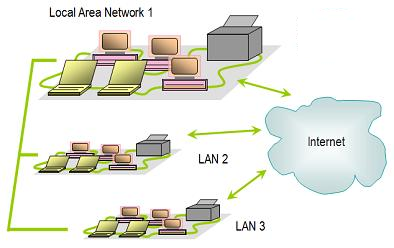 Local Area Network 1
Internet
LAN 2
LAN 3